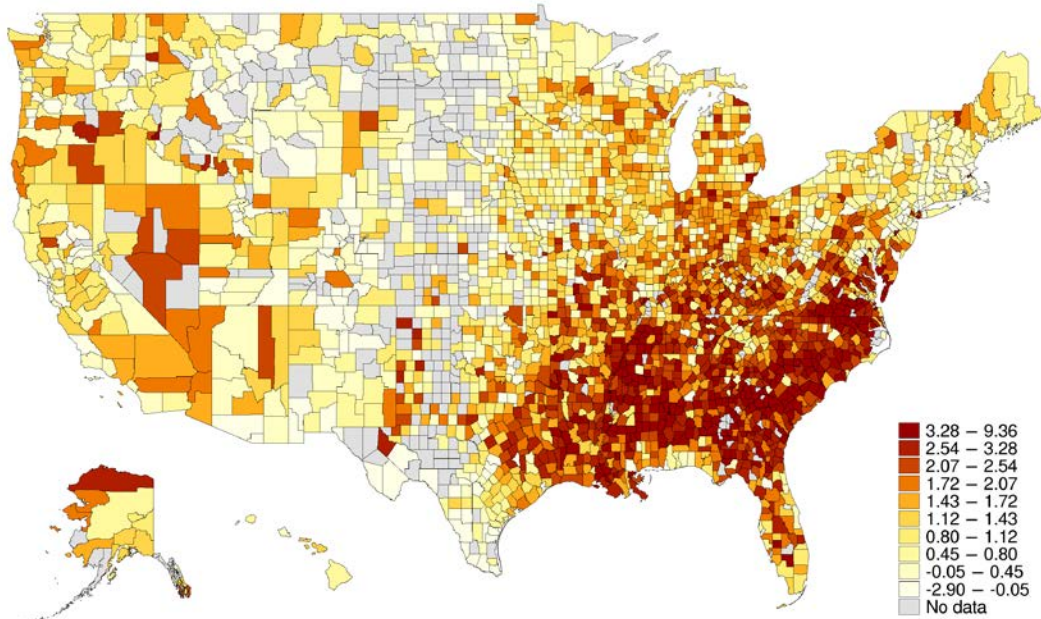 3.28 – 9.36
2.54 – 3.28
2.07 – 2.54
1.72 – 2.07
1.43 – 1.72
1.12 – 1.43
0.80 – 1.12
0.45 – 0.80
-0.05 – 0.45
-2.90 – -0.05
No data